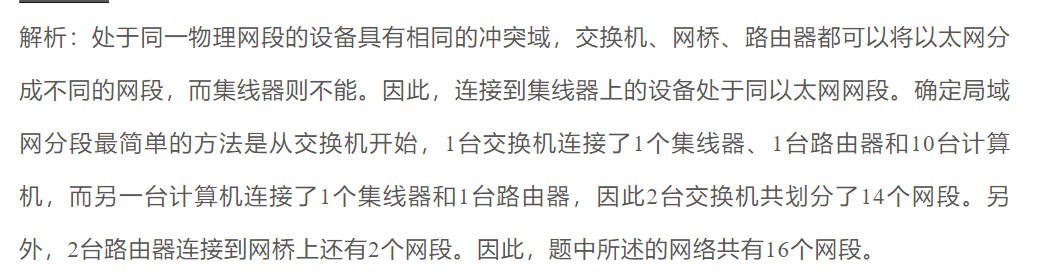 解析：处于同一物理网段的设备具有相同的冲突域，交换机、网桥、路由器都可以将以太网分
成不同的网段，而集线器则不能。因此，连接到集线器上的设备处于同以太网网段。确定局域
网分段最简单的方法是从交换机开始，1台交换机连接了1个集线器、1台路由器和10台计算
机，而另一台计算机连接了1个集线器和1台路由器，因此2台交换机共划分了14个网段。另
外，2台路由器连接到网桥上还有2个网段。因此，题中所述的网络共有16个网段。